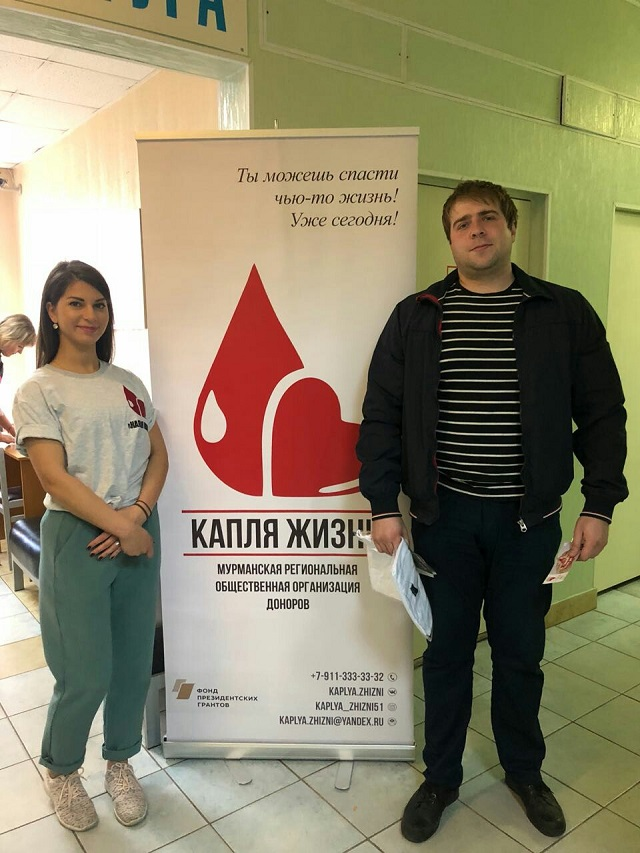 Ты можешь спасти
чью-то жизнь!
Уже сегодня!
КАПЛЯ ЖИЗН
МУРМАНСКАЯ РЕГИОНАЛЬНАЯ
ОБЩЕСТВЕННАЯ ОРГАНИЗАЦИЯ
ДОНОРОВ
ФОНД
ПРЕЗИДЕНТСКИХ
ГРАНТОВ
+7-911-333-33-32
KAPLYA.ZHIZNI
KAPLYA_ZHIZNI51
KAPLYA.ZHIZNI@YANDEX.RU